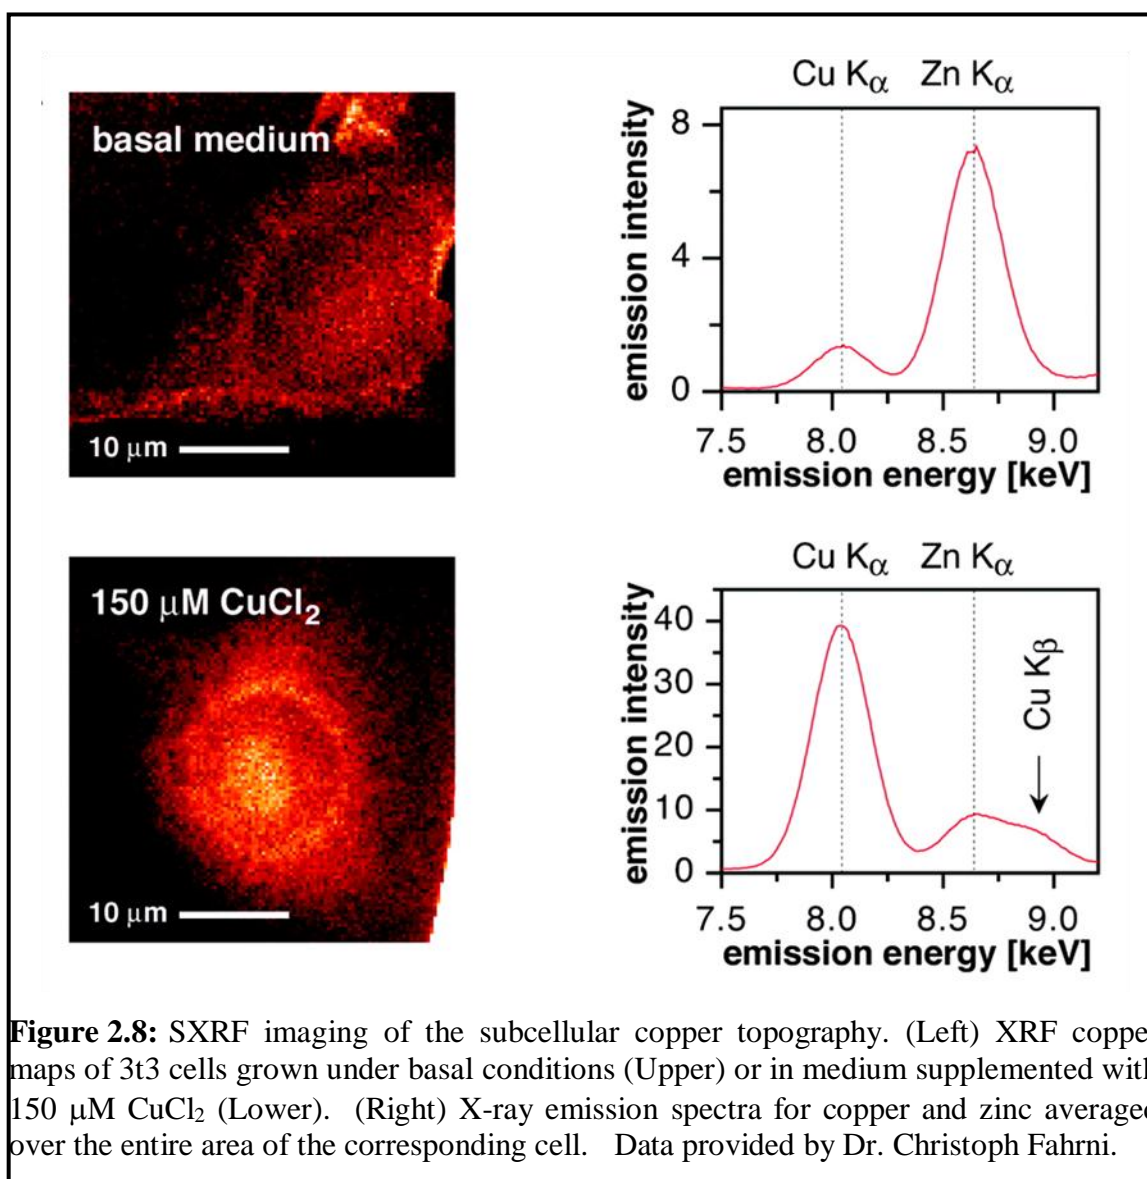 basal medium
10 μm
Cu Kα Zn Kα
emission intensity
8
4
0
7.5 8.0 8.5 9.0
emission energy [keV]
150 μM CuCl₂
10 μm
Cu Kα Zn Kα
emission intensity
40
30
20
10
0
Cu Kβ
7.5 8.0 8.5 9.0
emission energy [keV]
Figure 2.8: SXRF imaging of the subcellular copper topography. (Left) XRF coppe
maps of 3t3 cells grown under basal conditions (Upper) or in medium supplemented with
150 μM CuCl₂ (Lower). (Right) X-ray emission spectra for copper and zinc averaged
over the entire area of the corresponding cell. Data provided by Dr. Christoph Fahrni.